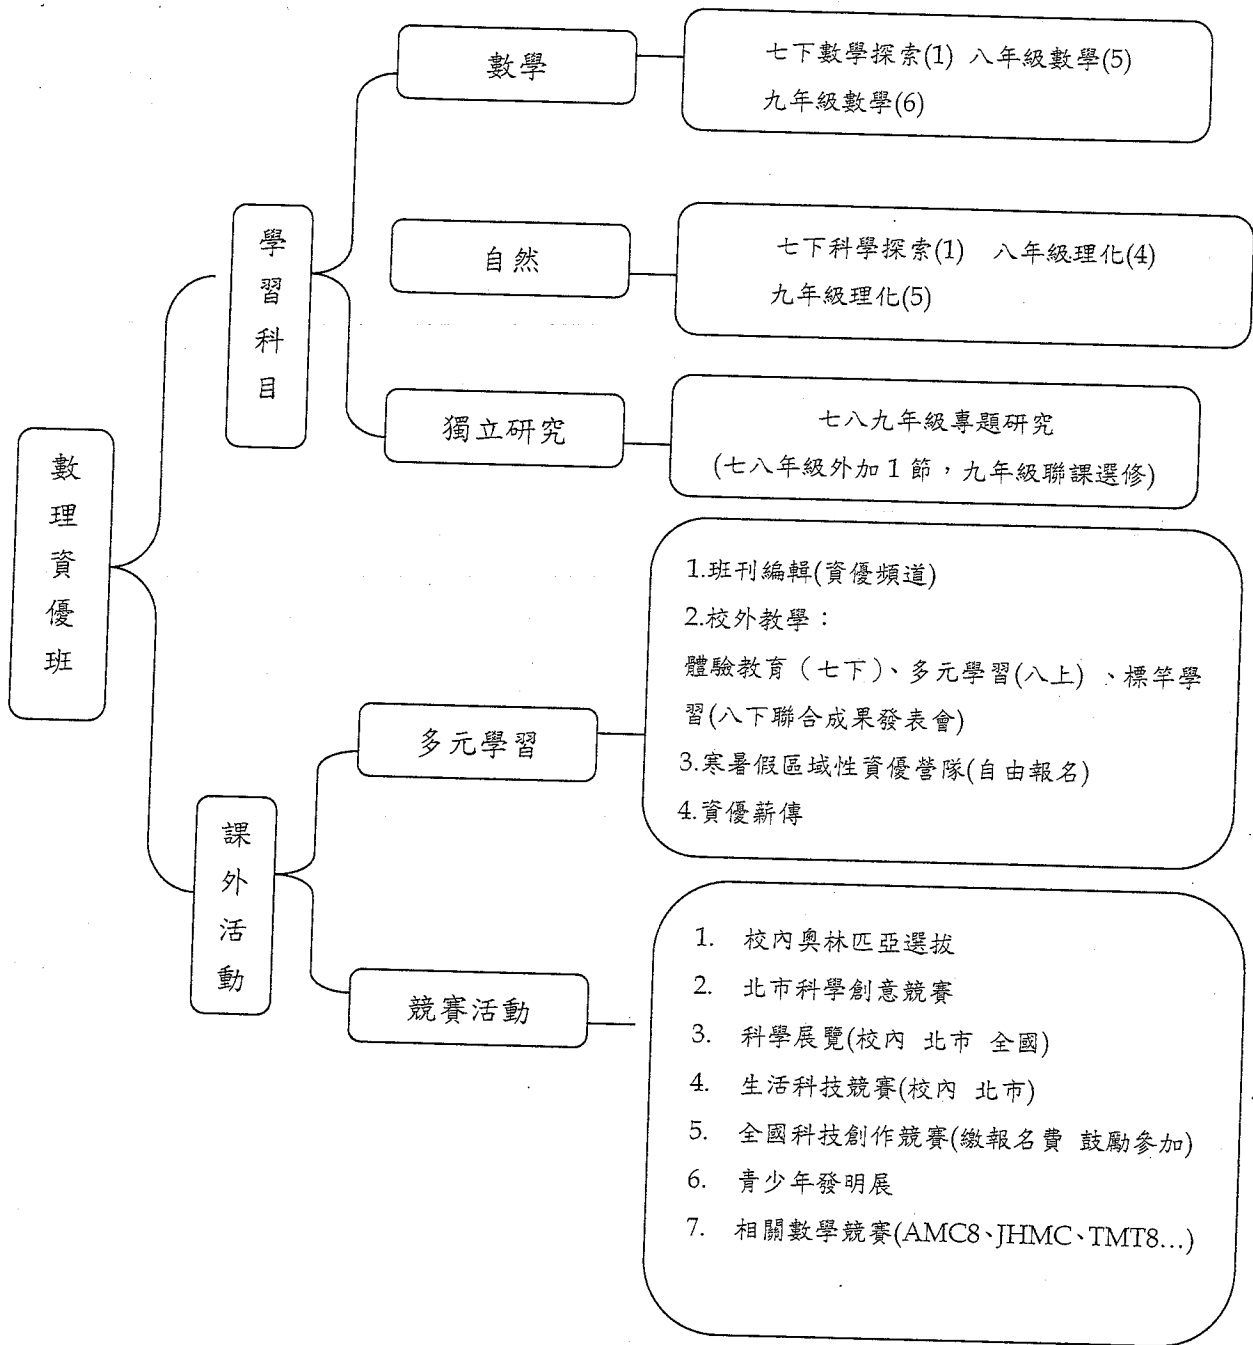 數理資優班
學習科目
數學
七下數學探索(1) 八年級數學(5)
九年級數學(6)
自然
七下科學探索(1) 八年級理化(4)
九年級理化(5)
獨立研究
七八九年級專題研究
(七八年級外加 1 節，九年級聯課選修)
課外活動
多元學習
1.班刊編輯(資優頻道)
2.校外教學：
體驗教育（七下）、多元學習(八上) 、標竿學
習(八下聯合成果發表會)
3.寒暑假區域性資優營隊(自由報名)
4.資優薪傳
競賽活動
1. 校內奧林匹亞選拔
2. 北市科學創意競賽
3. 科學展覽(校內 北市 全國)
4. 生活科技競賽(校內 北市)
5. 全國科技創作競賽(繳報名費 鼓勵參加)
6. 青少年發明展
7. 相關數學競賽(AMC8、JHMC、TMT8…)